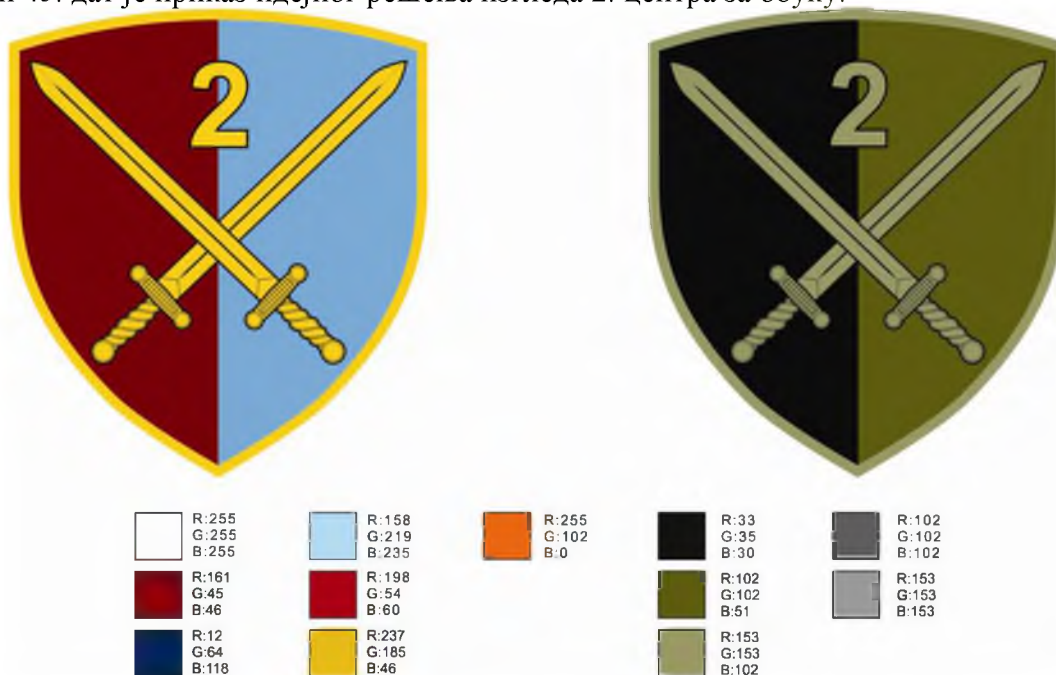 дат је приказ идејног решења изгледа 2. центра за обуку.
2
2
R:255
G:255
B:255
R:158
G:219
B:235
R:255
G:102
B:0
R:33
G:35
B:30
R:102
G:102
B:102
R:161
G:45
B:46
R:198
G:54
B:60
R:102
G:102
B:51
R:153
G:153
B:153
R:12
G:64
B:118
R:237
G:185
B:46
R:153
G:153
B:102